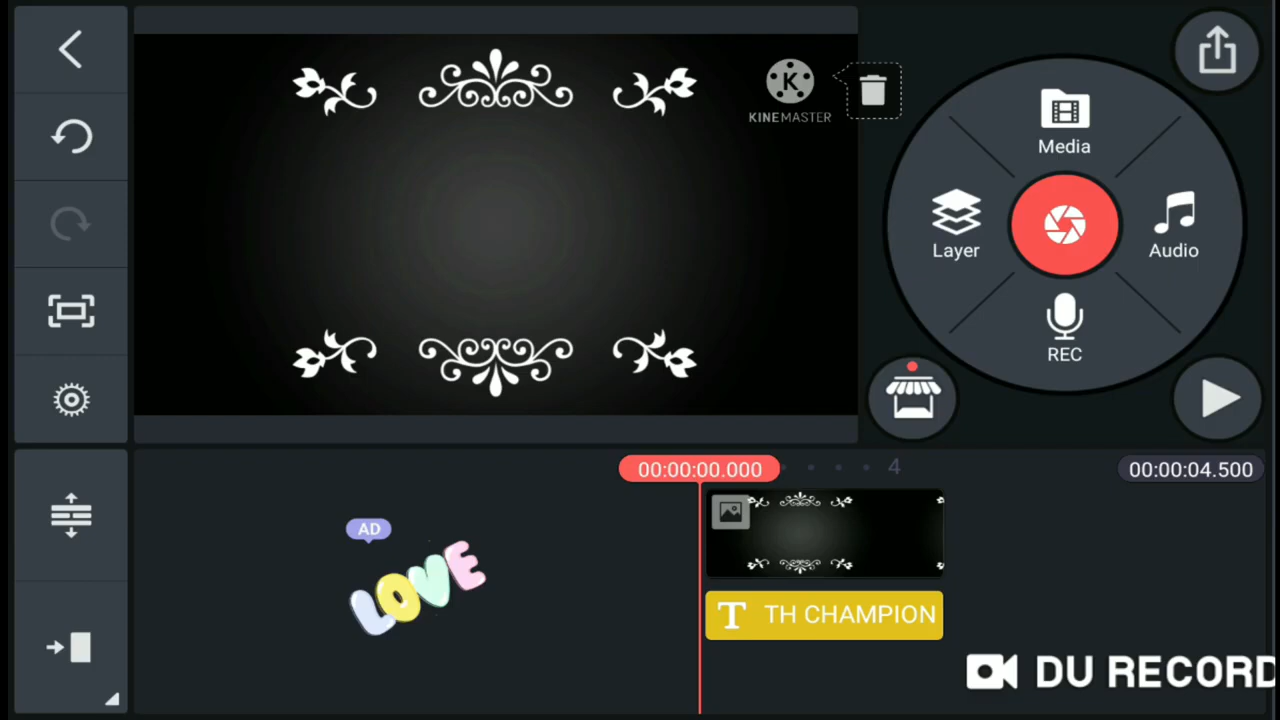 KINEMASTER
Media
Layer
Audio
REC
00:00:00.000
4
00:00:04.500
AD
LOVE
T TH CHAMPION
DU RECORD